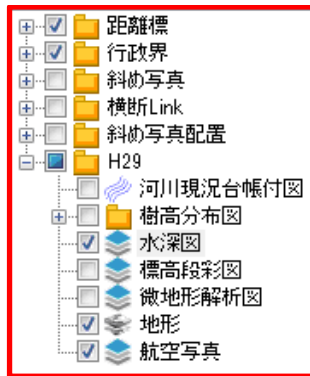 距離標
行政界
斜め写真
横断Link
斜め写真配置
H29
河川現況台帳付図
樹高分布図
水深図
標高段彩図
微地形解析図
地形
航空写真